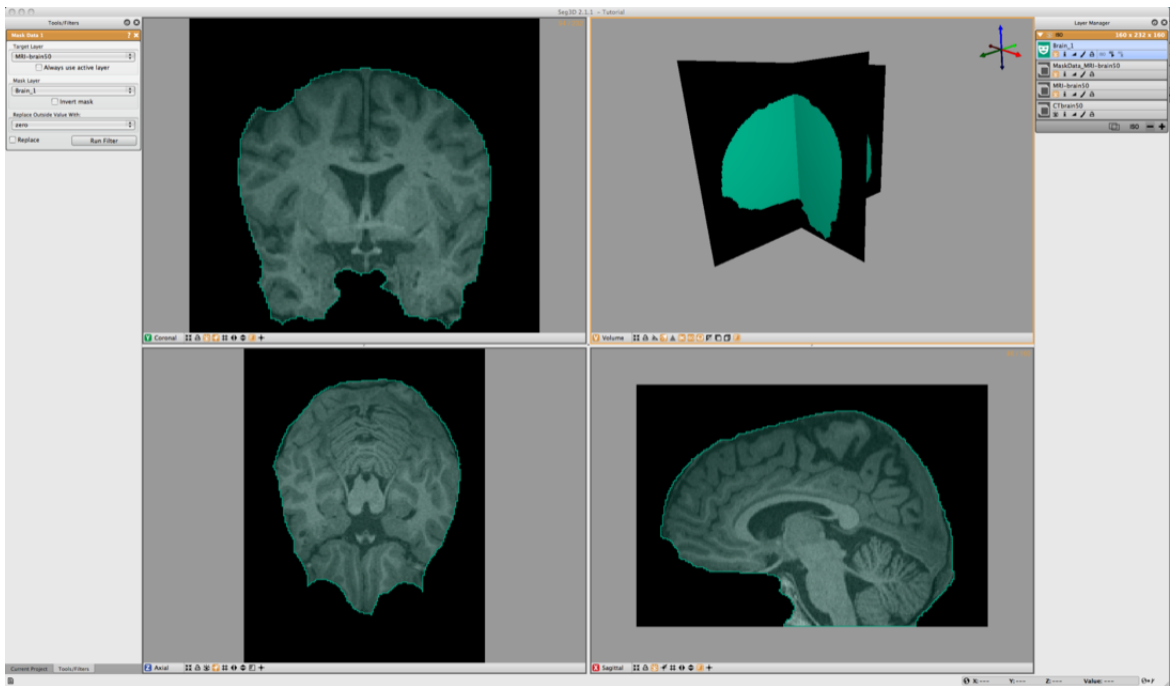 Seg3D 2.1.1 - Tutorial
Tools/Filters
Mask Data 1
Target Layer
MRI-brain50
Always use active layer
Mask Layer
Brain_1
Invert mask
Replace Outside Value With:
zero
Replace
Run Filter
Coronal
Volume
Axial
Sagittal
Layer Manager
160 x 232 x 160
Brain_1
MaskData_MRI-brain50
MRI-brain50
CTbrain50
Current Project
Tools/Filters
X: ---
Y: ---
Z: ---
Value: ---